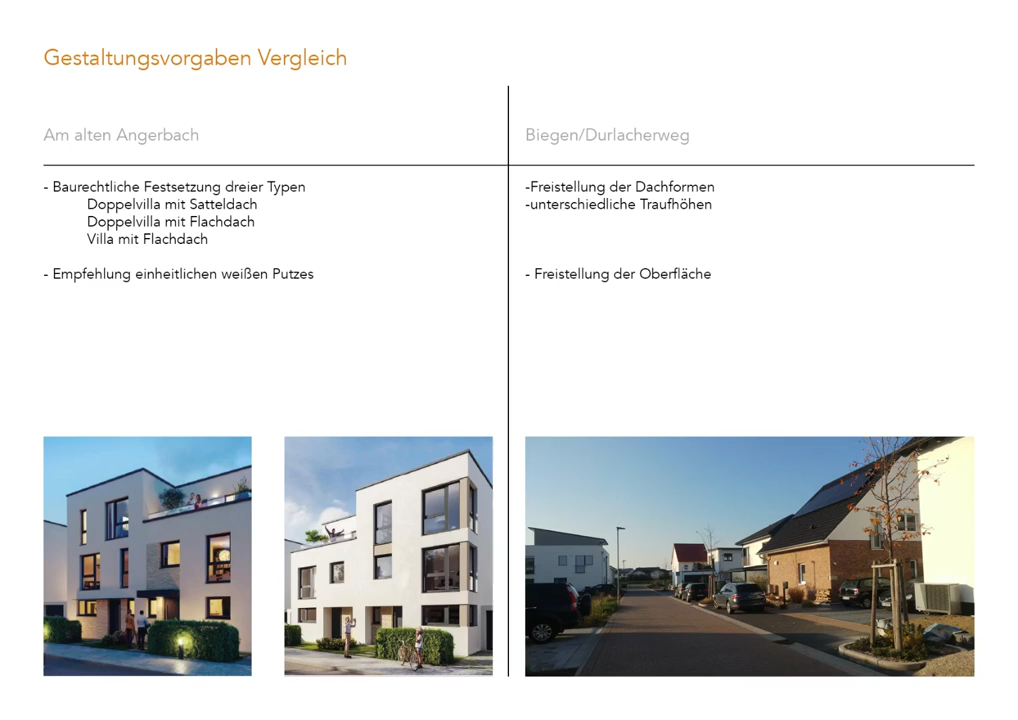 Gestaltungsvorgaben Vergleich
Am alten Angerbach
- Baurechtliche Festsetzung dreier Typen
Doppelvilla mit Satteldach
Doppelvilla mit Flachdach
Villa mit Flachdach
- Empfehlung einheitlichen weißen Putzes
Biegen/Durlacherweg
-Freistellung der Dachformen
-unterschiedliche Traufhöhen
- Freistellung der Oberfläche